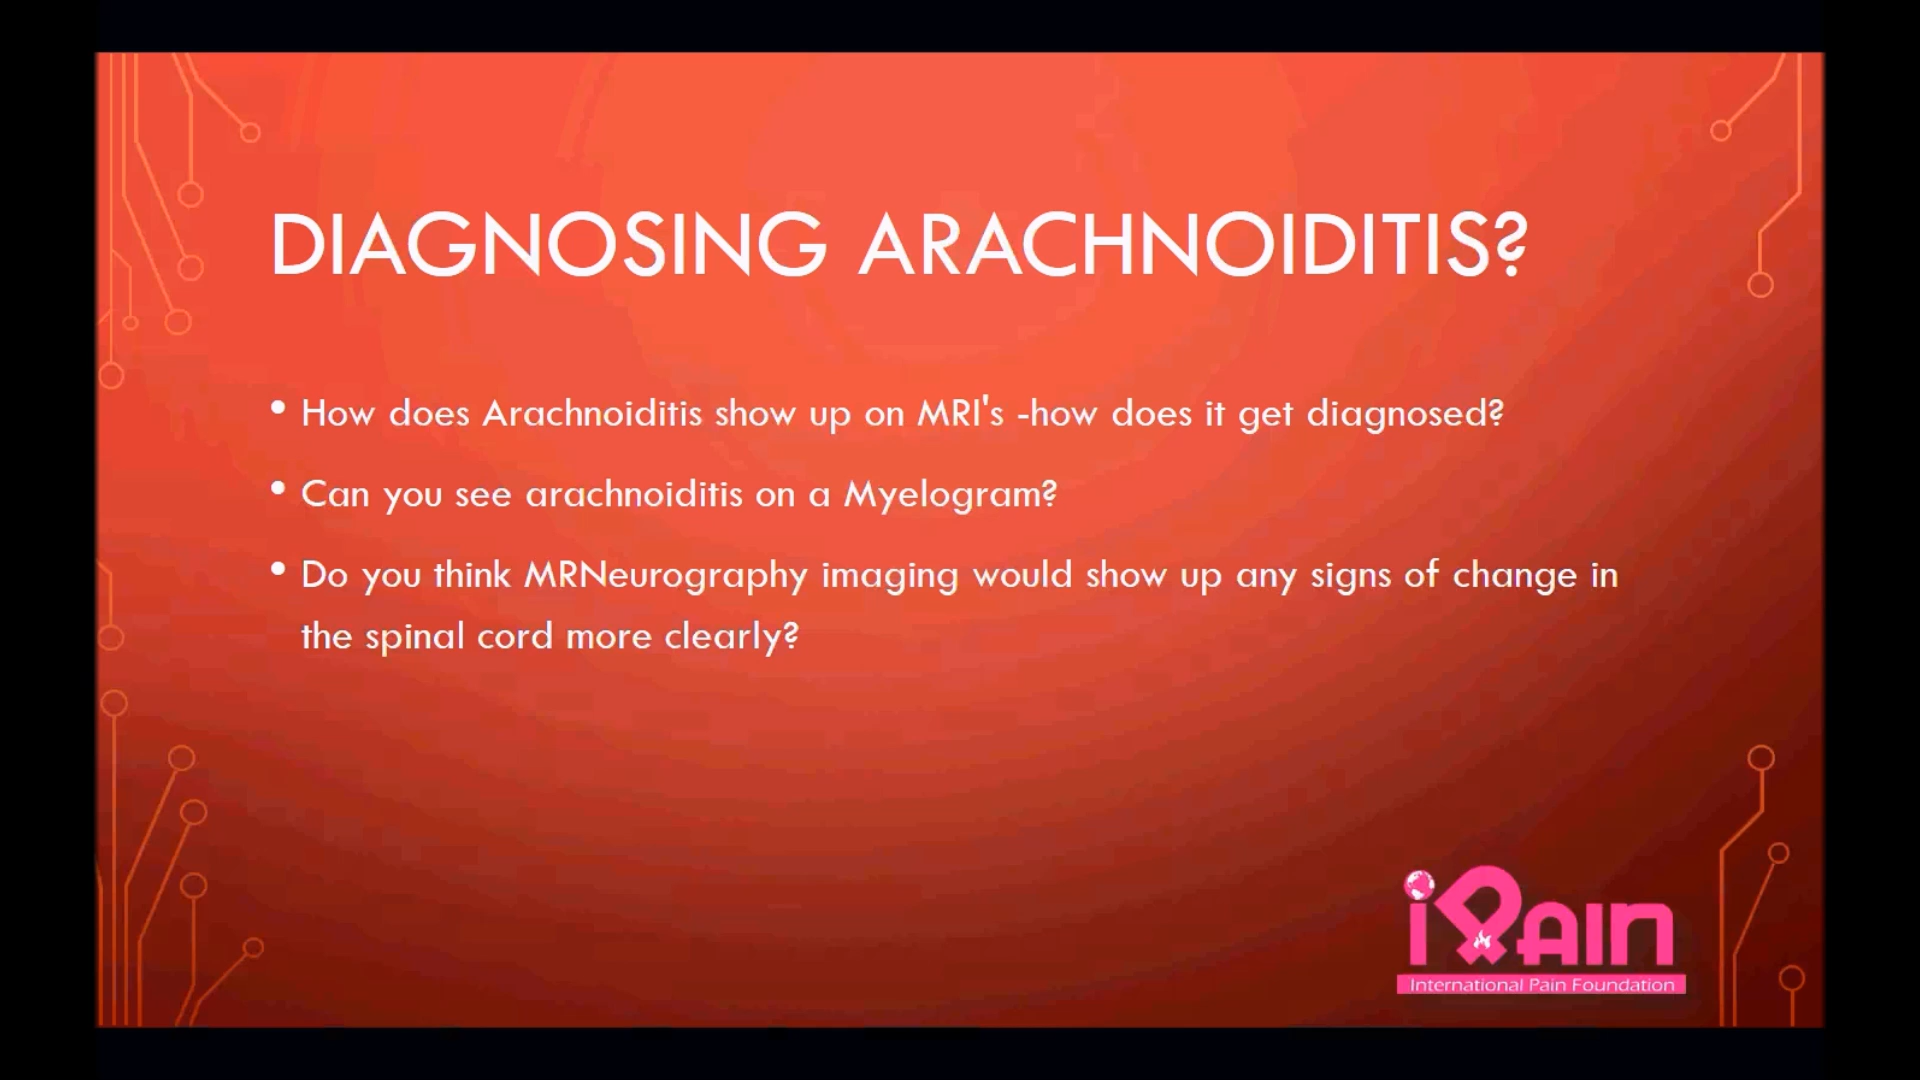 DIAGNOSING ARACHNOIDITIS?
• How does Arachnoiditis show up on MRI's -how does it get diagnosed?
• Can you see arachnoiditis on a Myelogram?
• Do you think MRNeurography imaging would show up any signs of change in
the spinal cord more clearly?
iPain
International Pain Foundation